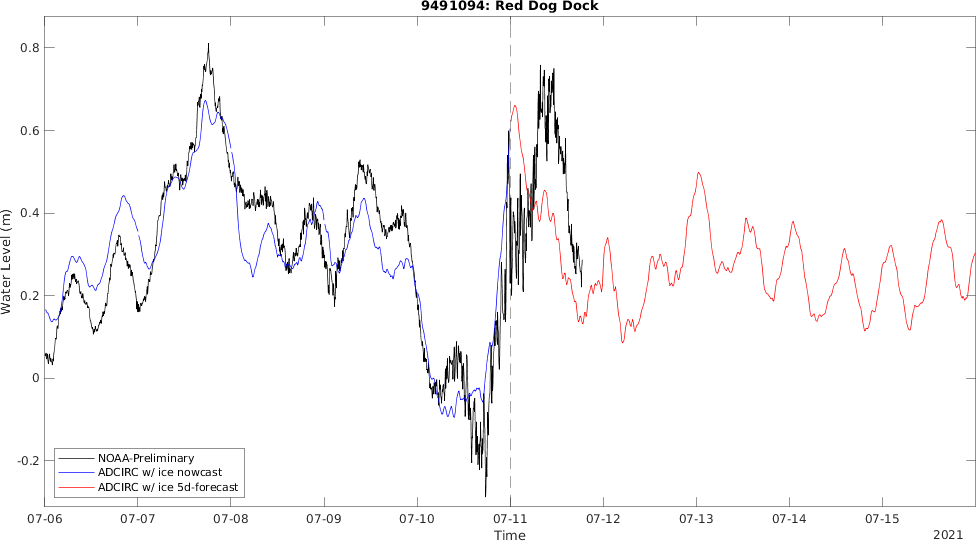 9491094: Red Dog Dock
0.8
0.6
0.4
0.2
0
-0.2
Water Level (m)
NOAA-Preliminary
ADCIRC w/ ice nowcast
ADCIRC w/ ice 5d-forecast
07-06 07-07 07-08 07-09 07-10 07-11 07-12 07-13 07-14 07-15
Time
2021